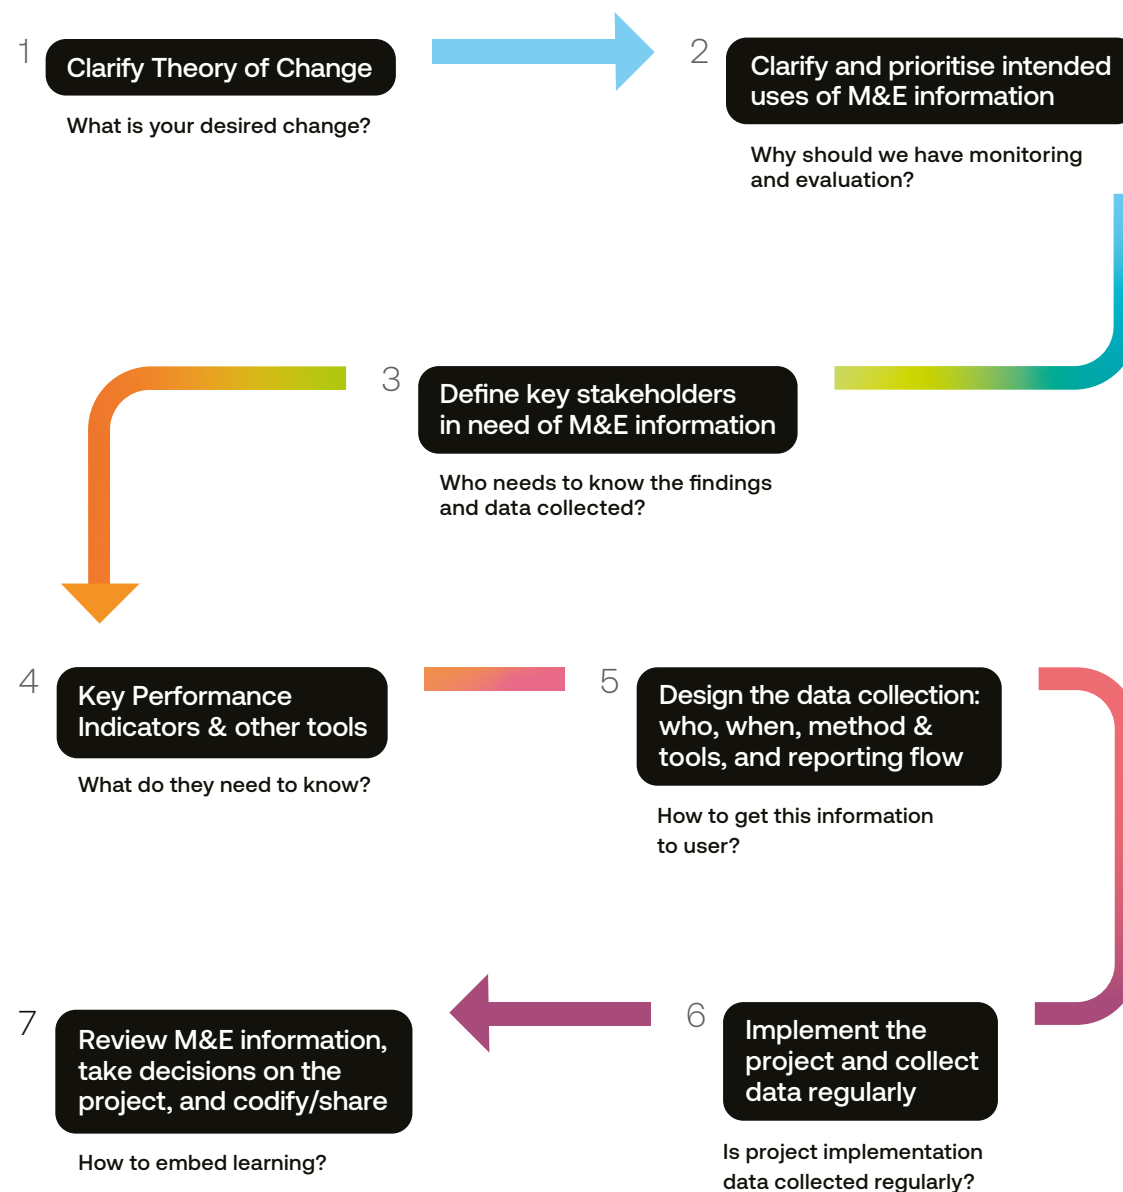 1
Clarify Theory of Change
What is your desired change?
2
Clarify and prioritise intended
uses of M&E information
Why should we have monitoring
and evaluation?
3
Define key stakeholders
in need of M&E information
Who needs to know the findings
and data collected?
4
Key Performance
Indicators & other tools
What do they need to know?
5
Design the data collection:
who, when, method &
tools, and reporting flow
How to get this information
to user?
6
Implement the
project and collect
data regularly
Is project implementation
data collected regularly?
7
Review M&E information,
take decisions on the
project, and codify/share
How to embed learning?